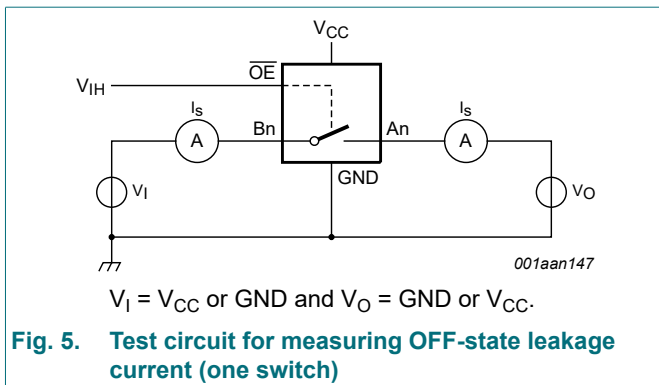 VCC
OE
VIH
Is Is
Bn An
A A
GND
VI VO
001aan147
VI = VCC or GND and VO = GND or VCC.
Fig. 5. Test circuit for measuring OFF-state leakage
current (one switch)